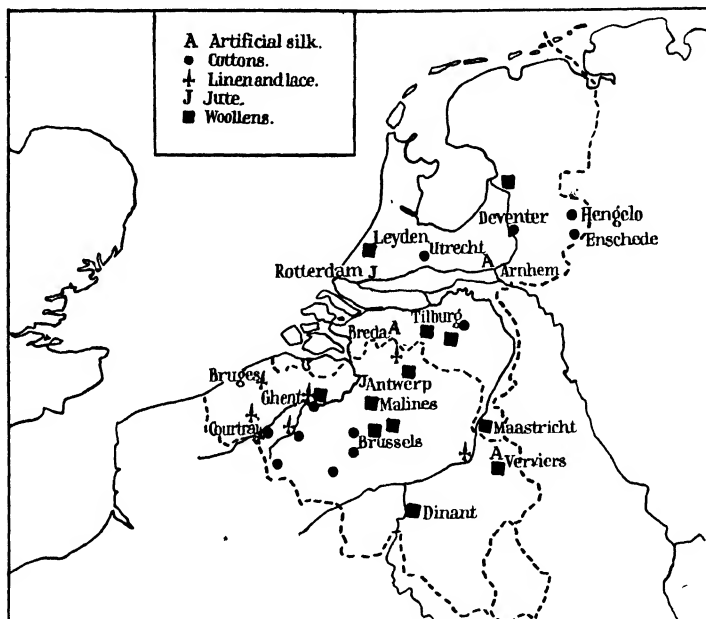 A Artificial silk.
Cottons.
Linen and lace.
J Jute.
Woollens.
Deventer
Hengelo
Enschede
Leyden
Utrecht
A
Rotterdam J
Arnhem
Tilburg
Breda A
Bruges
Ghent
J Antwerp
Malines
Courtrai
Brussels
Maastricht
A
Verviers
Dinant